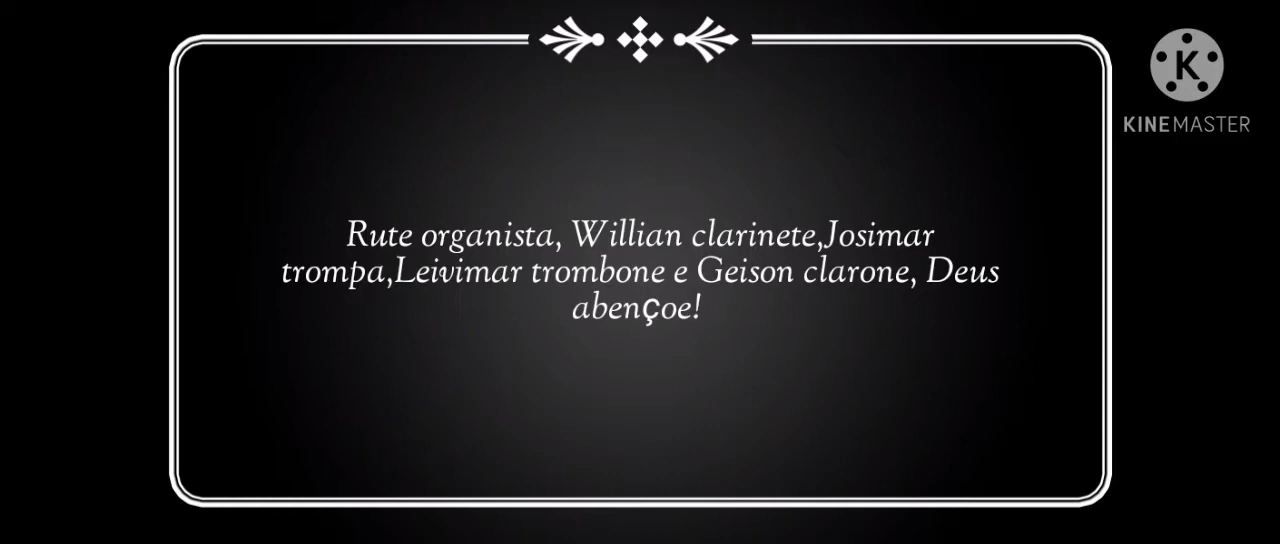 KINEMASTER
Rute organista, Willian clarinete,Josimar
trompa,Leivimar trombone e Geison clarone, Deus
abençoe!